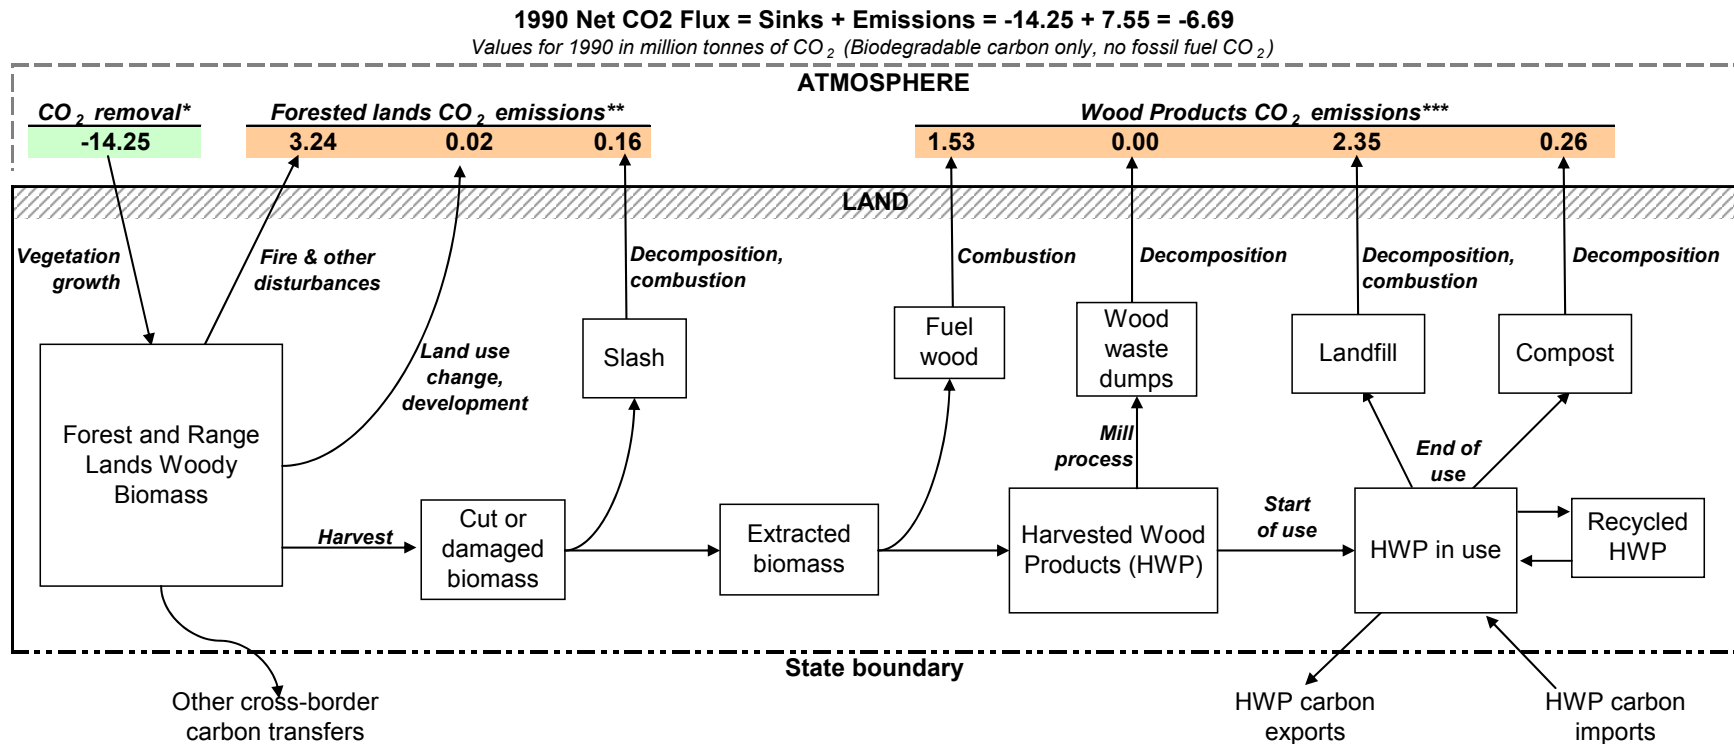 1990 Net CO2 Flux = Sinks + Emissions = -14.25 + 7.55 = -6.69
Values for 1990 in million tonnes of CO2 (Biodegradable carbon only, no fossil fuel CO2)
ATMOSPHERE
CO2 removal*
Forested lands CO2 emissions**
Wood Products CO2 emissions***
-14.25
3.24
0.02
0.16
1.53
0.00
2.35
0.26
LAND
Vegetation
growth
Fire & other
disturbances
Decomposition,
combustion
Combustion
Decomposition
Decomposition,
combustion
Decomposition
Land use
change,
development
Slash
Fuel
wood
Wood
waste
dumps
Landfill
Compost
Forest and Range
Lands Woody
Biomass
Mill
process
End of
use
Harvest
Cut or
damaged
biomass
Extracted
biomass
Harvested Wood
Products (HWP)
Start
of use
HWP in use
Recycled
HWP
State boundary
Other cross-border
carbon transfers
HWP carbon
exports
HWP carbon
imports